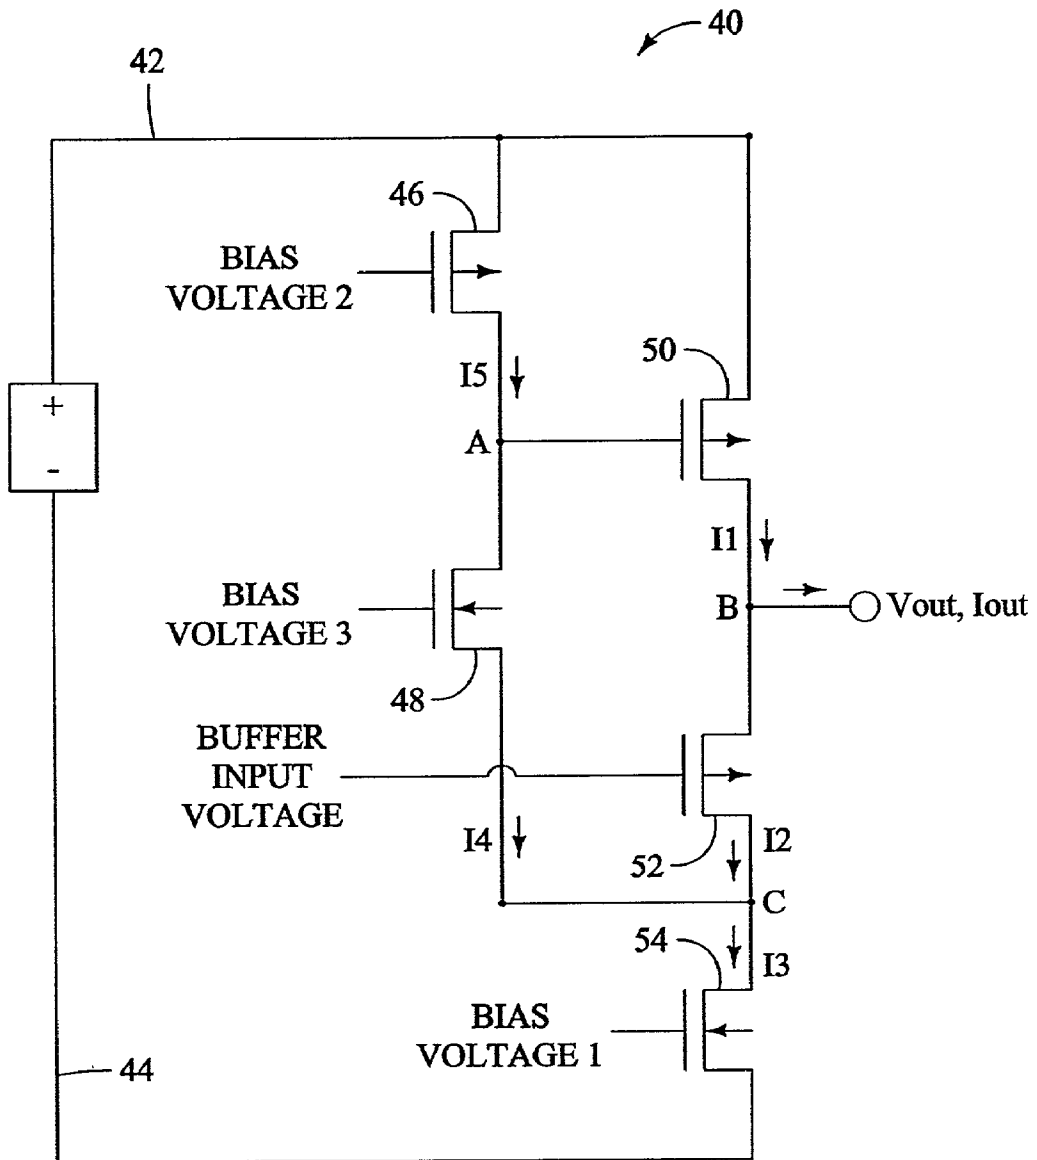 40
42
46
BIAS
VOLTAGE 2
50
I5
+
A
-
I1
BIAS
VOLTAGE 3
B
Vout, Iout
48
BUFFER
INPUT
VOLTAGE
I4
52
I2
C
54
I3
BIAS
VOLTAGE 1
44